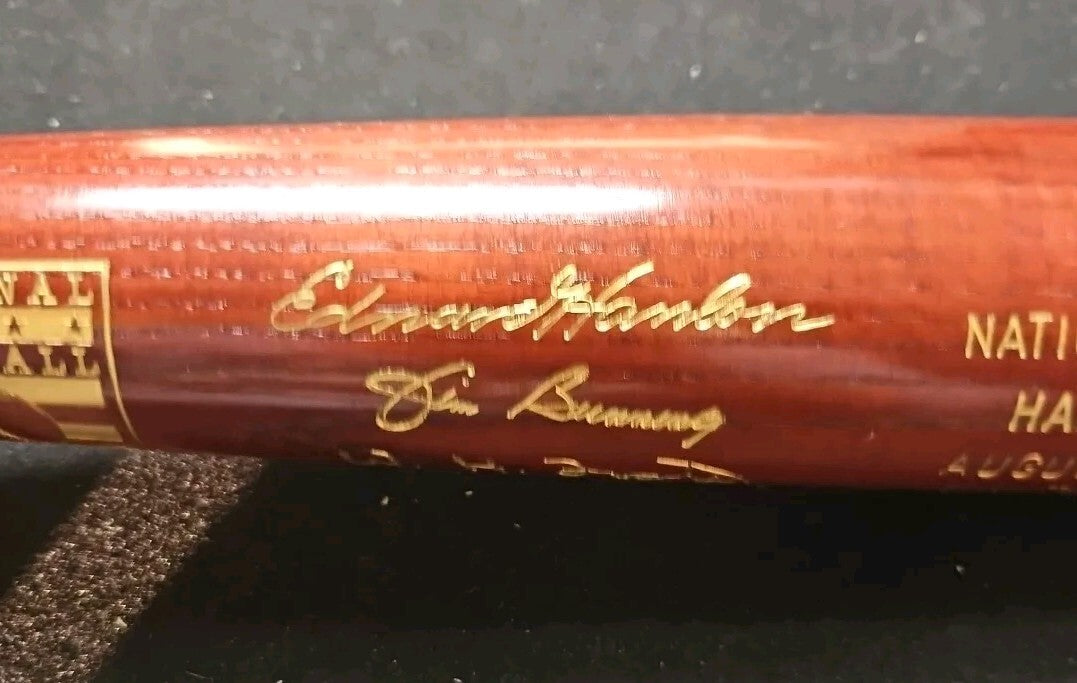 NAL
ALL
Edward Hanlon
Jim Bunning
NATI
HA
AUGU